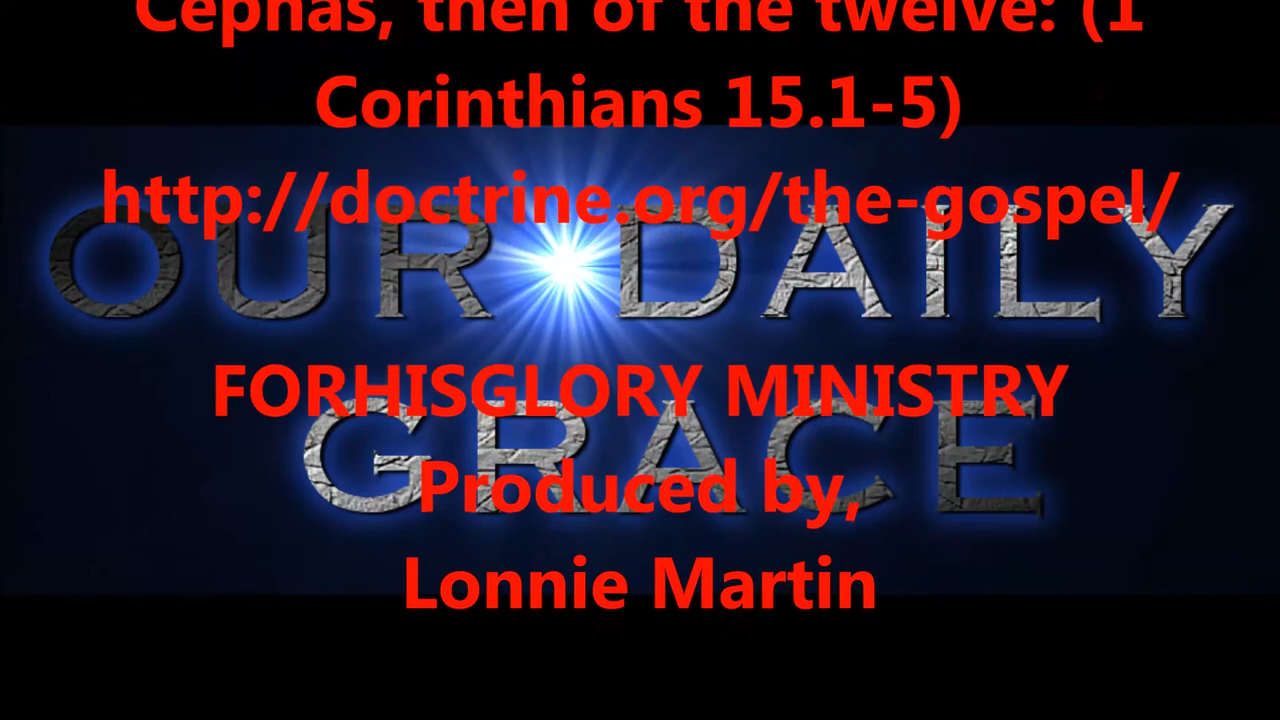 Cephas, then of the twelve: (1
Corinthians 15.1-5)
http://doctrine.org/the-gospel/
OUR DAILY
FORHISGLORY MINISTRY
GRACE
Produced by,
Lonnie Martin